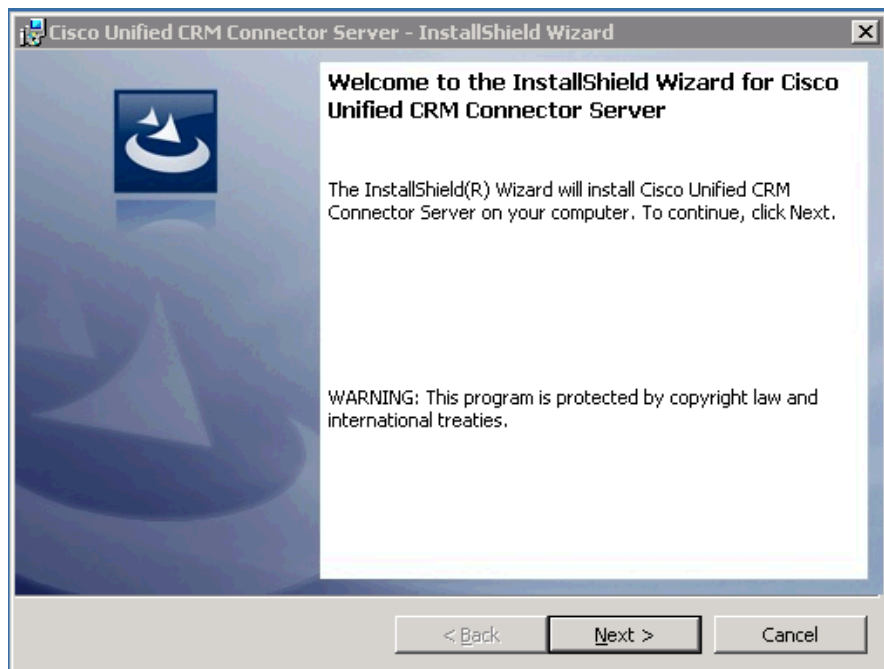 Cisco Unified CRM Connector Server - InstallShield Wizard
Welcome to the InstallShield Wizard for Cisco
Unified CRM Connector Server
The InstallShield(R) Wizard will install Cisco Unified CRM
Connector Server on your computer. To continue, click Next.
WARNING: This program is protected by copyright law and
international treaties.
< Back
Next >
Cancel